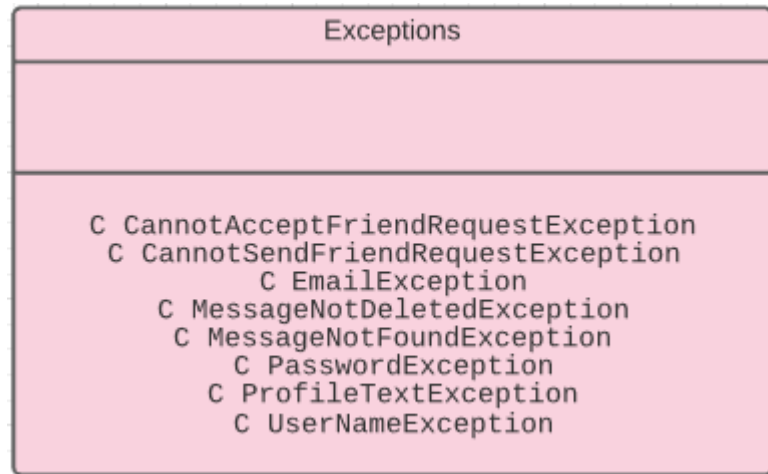 Exceptions
C CannotAcceptFriendRequestException
C CannotSendFriendRequestException
C EmailException
C MessageNotDeletedException
C MessageNotFoundException
C PasswordException
C ProfileTextException
C UserNameException